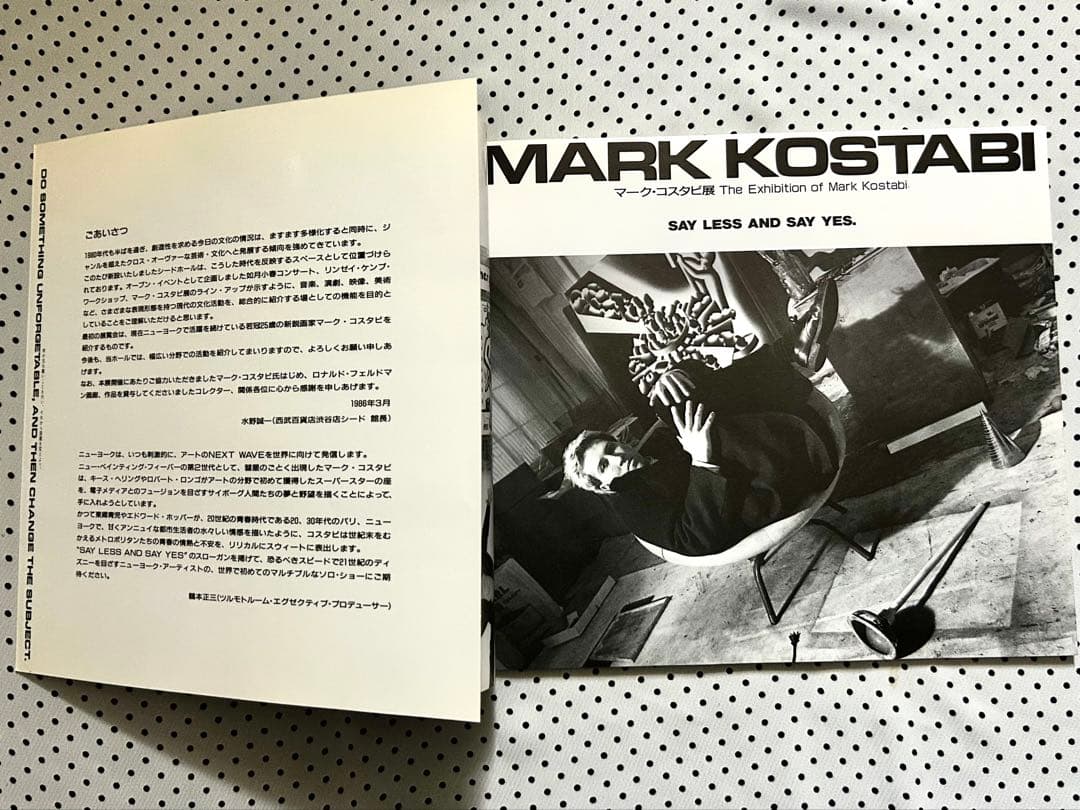 DO SOMETHING UNFORGETABLE, AND THEN CHANGE THE SUBJECT.
ごあいさつ
1980年代も半ばを過ぎ、創造性を求める今日の文化の情況は、ますます多様化すると同時に、ジ
ャンルを超えたクロス・オーヴァーな芸術・文化へと発展する傾向を強めてきています。
このたび新設いたしましたシードホールは、こうした時代を反映するスペースとして位置づけら
れております。オープン・イベントとして企画しました如月小春コンサート、リンゼイ・ケンプ・
ワークショップ、マーク・コスタビ展のライン・アップが示すように、音楽、演劇、映像、美術
など、さまざまな表現形態を持つ現代の文化活動を、総合的に紹介する場としての機能を目的と
していることをご理解いただけると思います。
最初の展覧会は、現在ニューヨークで活躍を続けている若冠25歳の新鋭画家マーク・コスタビを
紹介するものです。
今後も、当ホールでは、幅広い分野での活動を紹介してまいりますので、よろしくお願い申しあ
げます。
なお、本展開催にあたりご協力いただきましたマーク・コスタビ氏はじめ、ロナルド・フェルドマ
ン画廊、作品を貸与してくださいましたコレクター、関係各位に心から感謝を申しあげます。
1986年3月
水野誠一(西武百貨店渋谷店シード 館長)
ニューヨークは、いつも刺激的に、アートのNEXT WAVEを世界に向けて発信します。
ニュー・ペインティング・フィーバーの第2世代として、彗星のごとく出現したマーク・コスタビ
は、キース・ヘリングやロバート・ロンゴがアートの分野で初めて獲得したスーパースターの座
を、電子メディアとのフュージョンを目ざすサイボーグ人間たちの夢と野望を描くことによって、
手に入れようとしています。
かつて東郷青児やエドワード・ホッパーが、20世紀の青春時代である20、30年代のパリ、ニュー
ヨークで、甘くアンニュイな都市生活者の水々しい情感を描いたように、コスタビは世紀末をむ
かえるメトロポリタンたちの青春の情熱と不安を、リリカルにスウィートに表出します。
"SAY LESS AND SAY YES"のスローガンを掲げて、恐るべきスピードで21世紀のディ
ズニーを目ざすニューヨーク・アーティストの、世界で初めてのマルチプルなソロ・ショーにご期
待ください。
鶴本正三(ツルモトルーム・エグゼクティブ・プロデューサー)
MARK KOSTABI
マーク・コスタビ展 The Exhibition of Mark Kostabi
SAY LESS AND SAY YES.